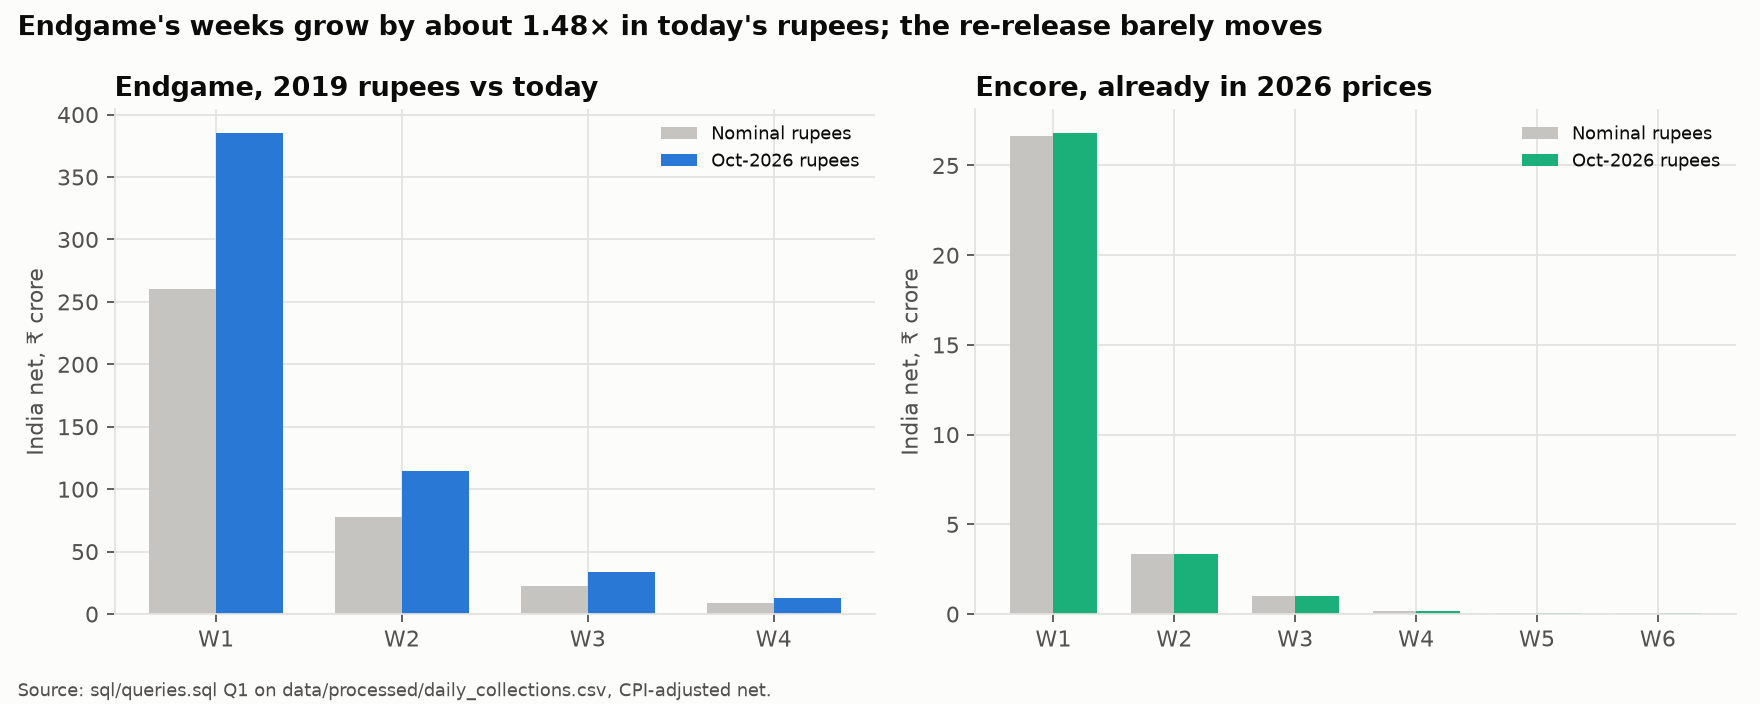 Endgame's weeks grow by about 1.48× in today's rupees; the re-release barely moves
Endgame, 2019 rupees vs today
Nominal rupees
Oct-2026 rupees
India net, ₹ crore
400
350
300
250
200
150
100
50
0
W1
W2
W3
W4
Encore, already in 2026 prices
Nominal rupees
Oct-2026 rupees
India net, ₹ crore
25
20
15
10
5
0
W1
W2
W3
W4
W5
W6
Source: sql/queries.sql Q1 on data/processed/daily_collections.csv, CPI-adjusted net.